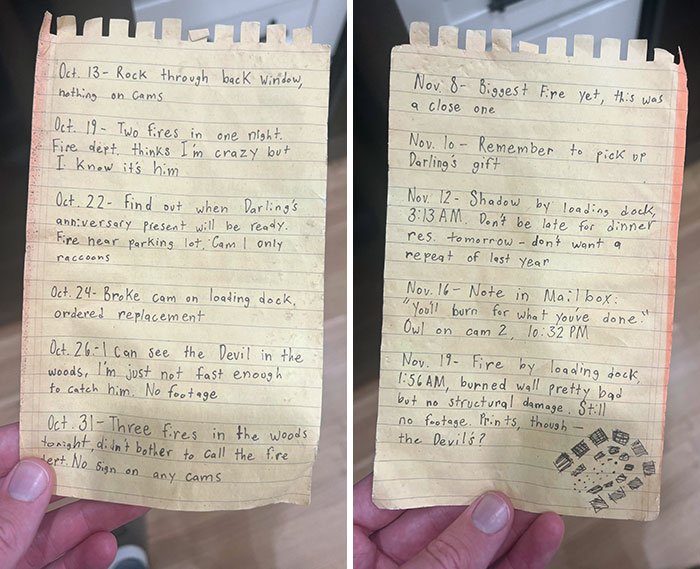 Oct. 13- Rock through back window,
nothing on cams
Oct. 19- Two fires in one night.
Fire dept. thinks I'm crazy but
I know it's him
Oct. 22- Find out when Darling's
anniversary present will be ready.
Fire near parking lot. Cam 1 only
raccoons
Oct. 24- Broke cam on loading dock,
ordered replacement
Oct. 26-I can see the Devil in the
woods, I'm just not fast enough
to catch him. No footage
Oct. 31- Three fires in the woods
tonight, didn't bother to call the fire
dept. No sign on any cams
Nov. 8- Biggest Fire yet, this was
a close one
Nov. 10- Remember to pick up
Darling's gift
Nov. 12- Shadow by loading dock,
3:13 AM. Don't be late for dinner
res. tomorrow - don't want a
repeat of last year
Nov. 16- Note in Mailbox:
"You'll burn for what you've done."
Owl on cam 2, 10:32 PM
Nov. 19- Fire by loading dock,
1:56 AM, burned wall pretty bad
but no structural damage. Still
no footage. Prints, though -
the Devil's?